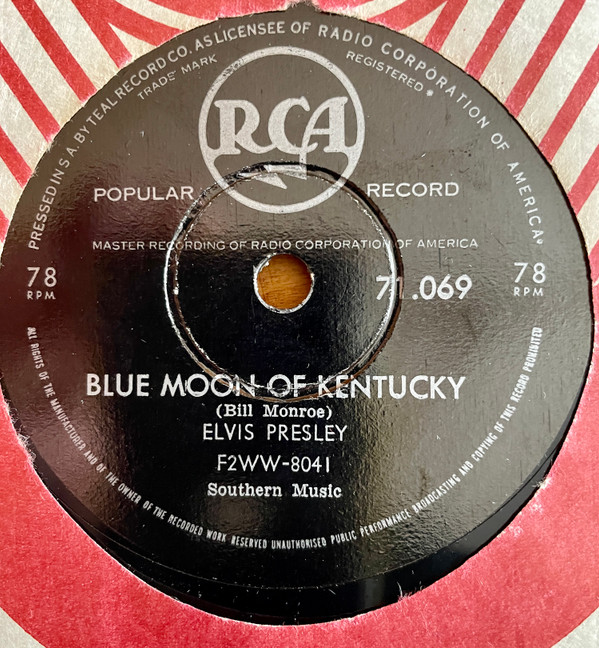 PRESSED IN S.A. BY TEAL RECORD CO. AS LICENSEE OF RADIO CORPORATION OF AMERICA.
TRADE MARK REGISTERED
RCA
POPULAR RECORD
MASTER RECORDING OF RADIO CORPORATION OF AMERICA
78 RPM
71.069
78 RPM
BLUE MOON OF KENTUCKY
(Bill Monroe)
ELVIS PRESLEY
F2WW-8041
Southern Music
ALL RIGHTS OF THE MANUFACTURER AND OF THE OWNER OF THE RECORDED WORK RESERVED UNAUTHORISED PUBLIC PERFORMANCE BROADCASTING AND COPYING OF THIS RECORD PROHIBITED